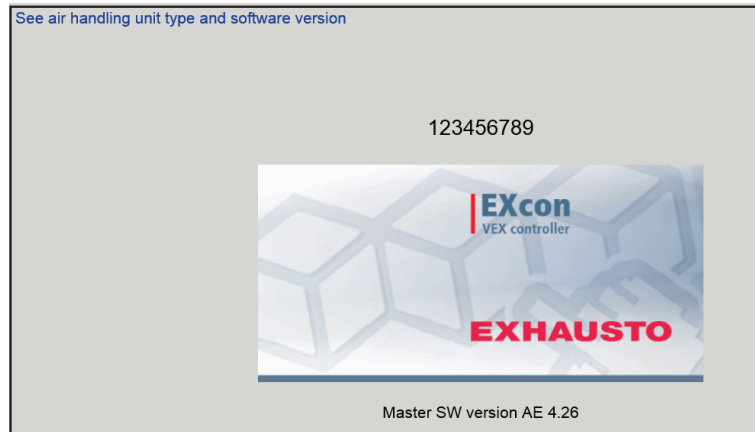 See air handling unit type and software version
123456789
EXcon
VEX controller
EXHAUSTO
Master SW version AE 4.26